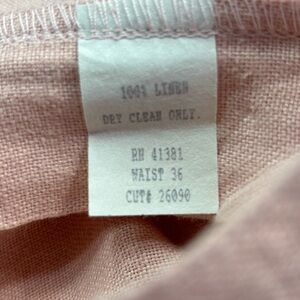 100% LINEN
DRY CLEAN ONLY.
RN 41381
WAIST 36
CUT# 26090